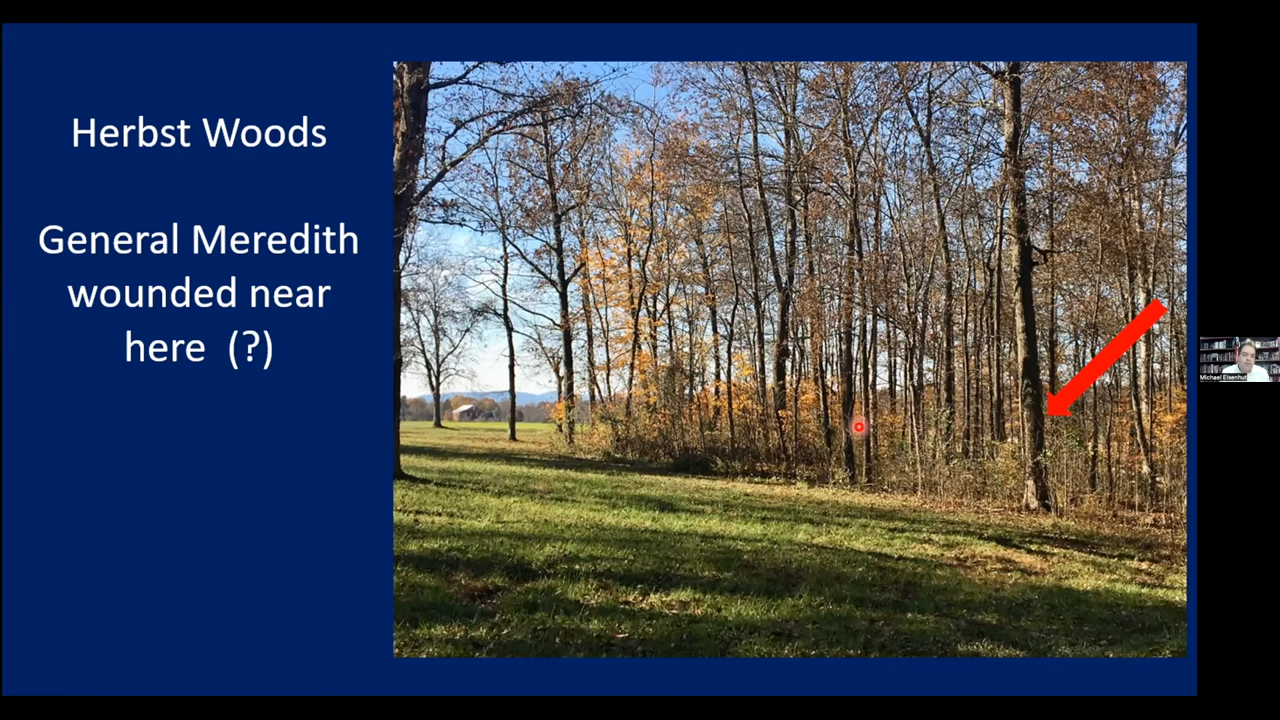 Herbst Woods
General Meredith
wounded near
here (?)
Michael Eisenhut